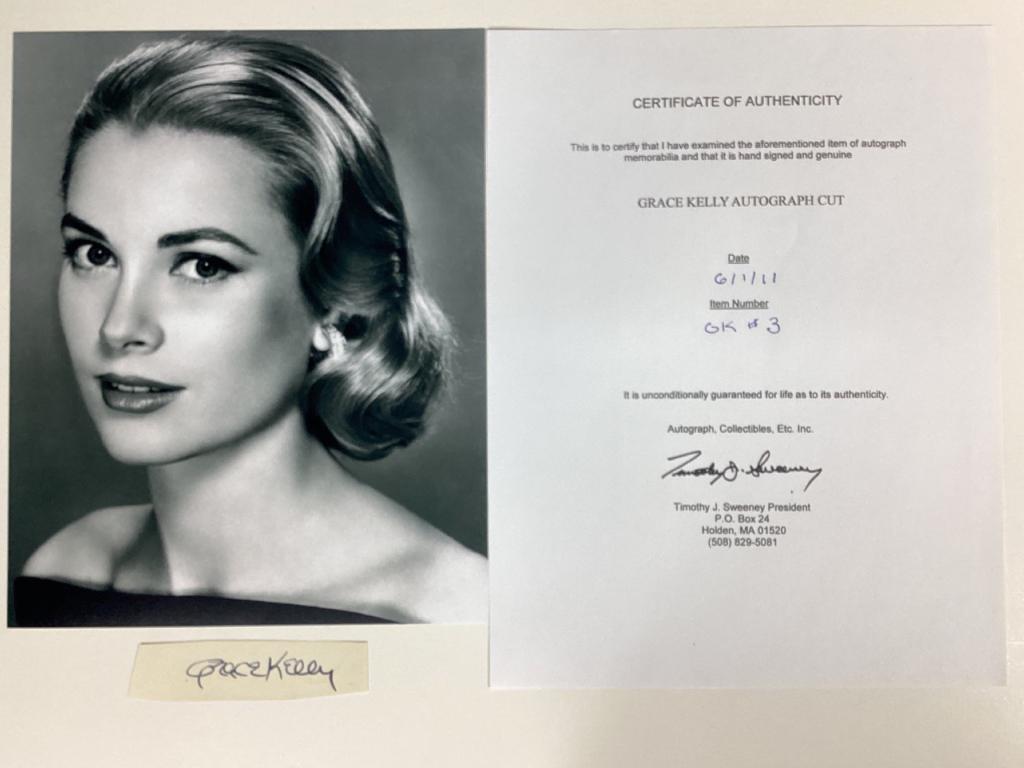 CERTIFICATE OF AUTHENTICITY
This is to certify that I have examined the aforementioned item of autograph
memorabilia and that it is hand signed and genuine
GRACE KELLY AUTOGRAPH CUT
Date
6/1/11
Item Number
GK # 3
It is unconditionally guaranteed for life as to its authenticity.
Autograph, Collectibles, Etc. Inc.
Timothy J. Sweeney
Timothy J. Sweeney President
P.O. Box 24
Holden, MA 01520
(508) 829-5081
Grace Kelly